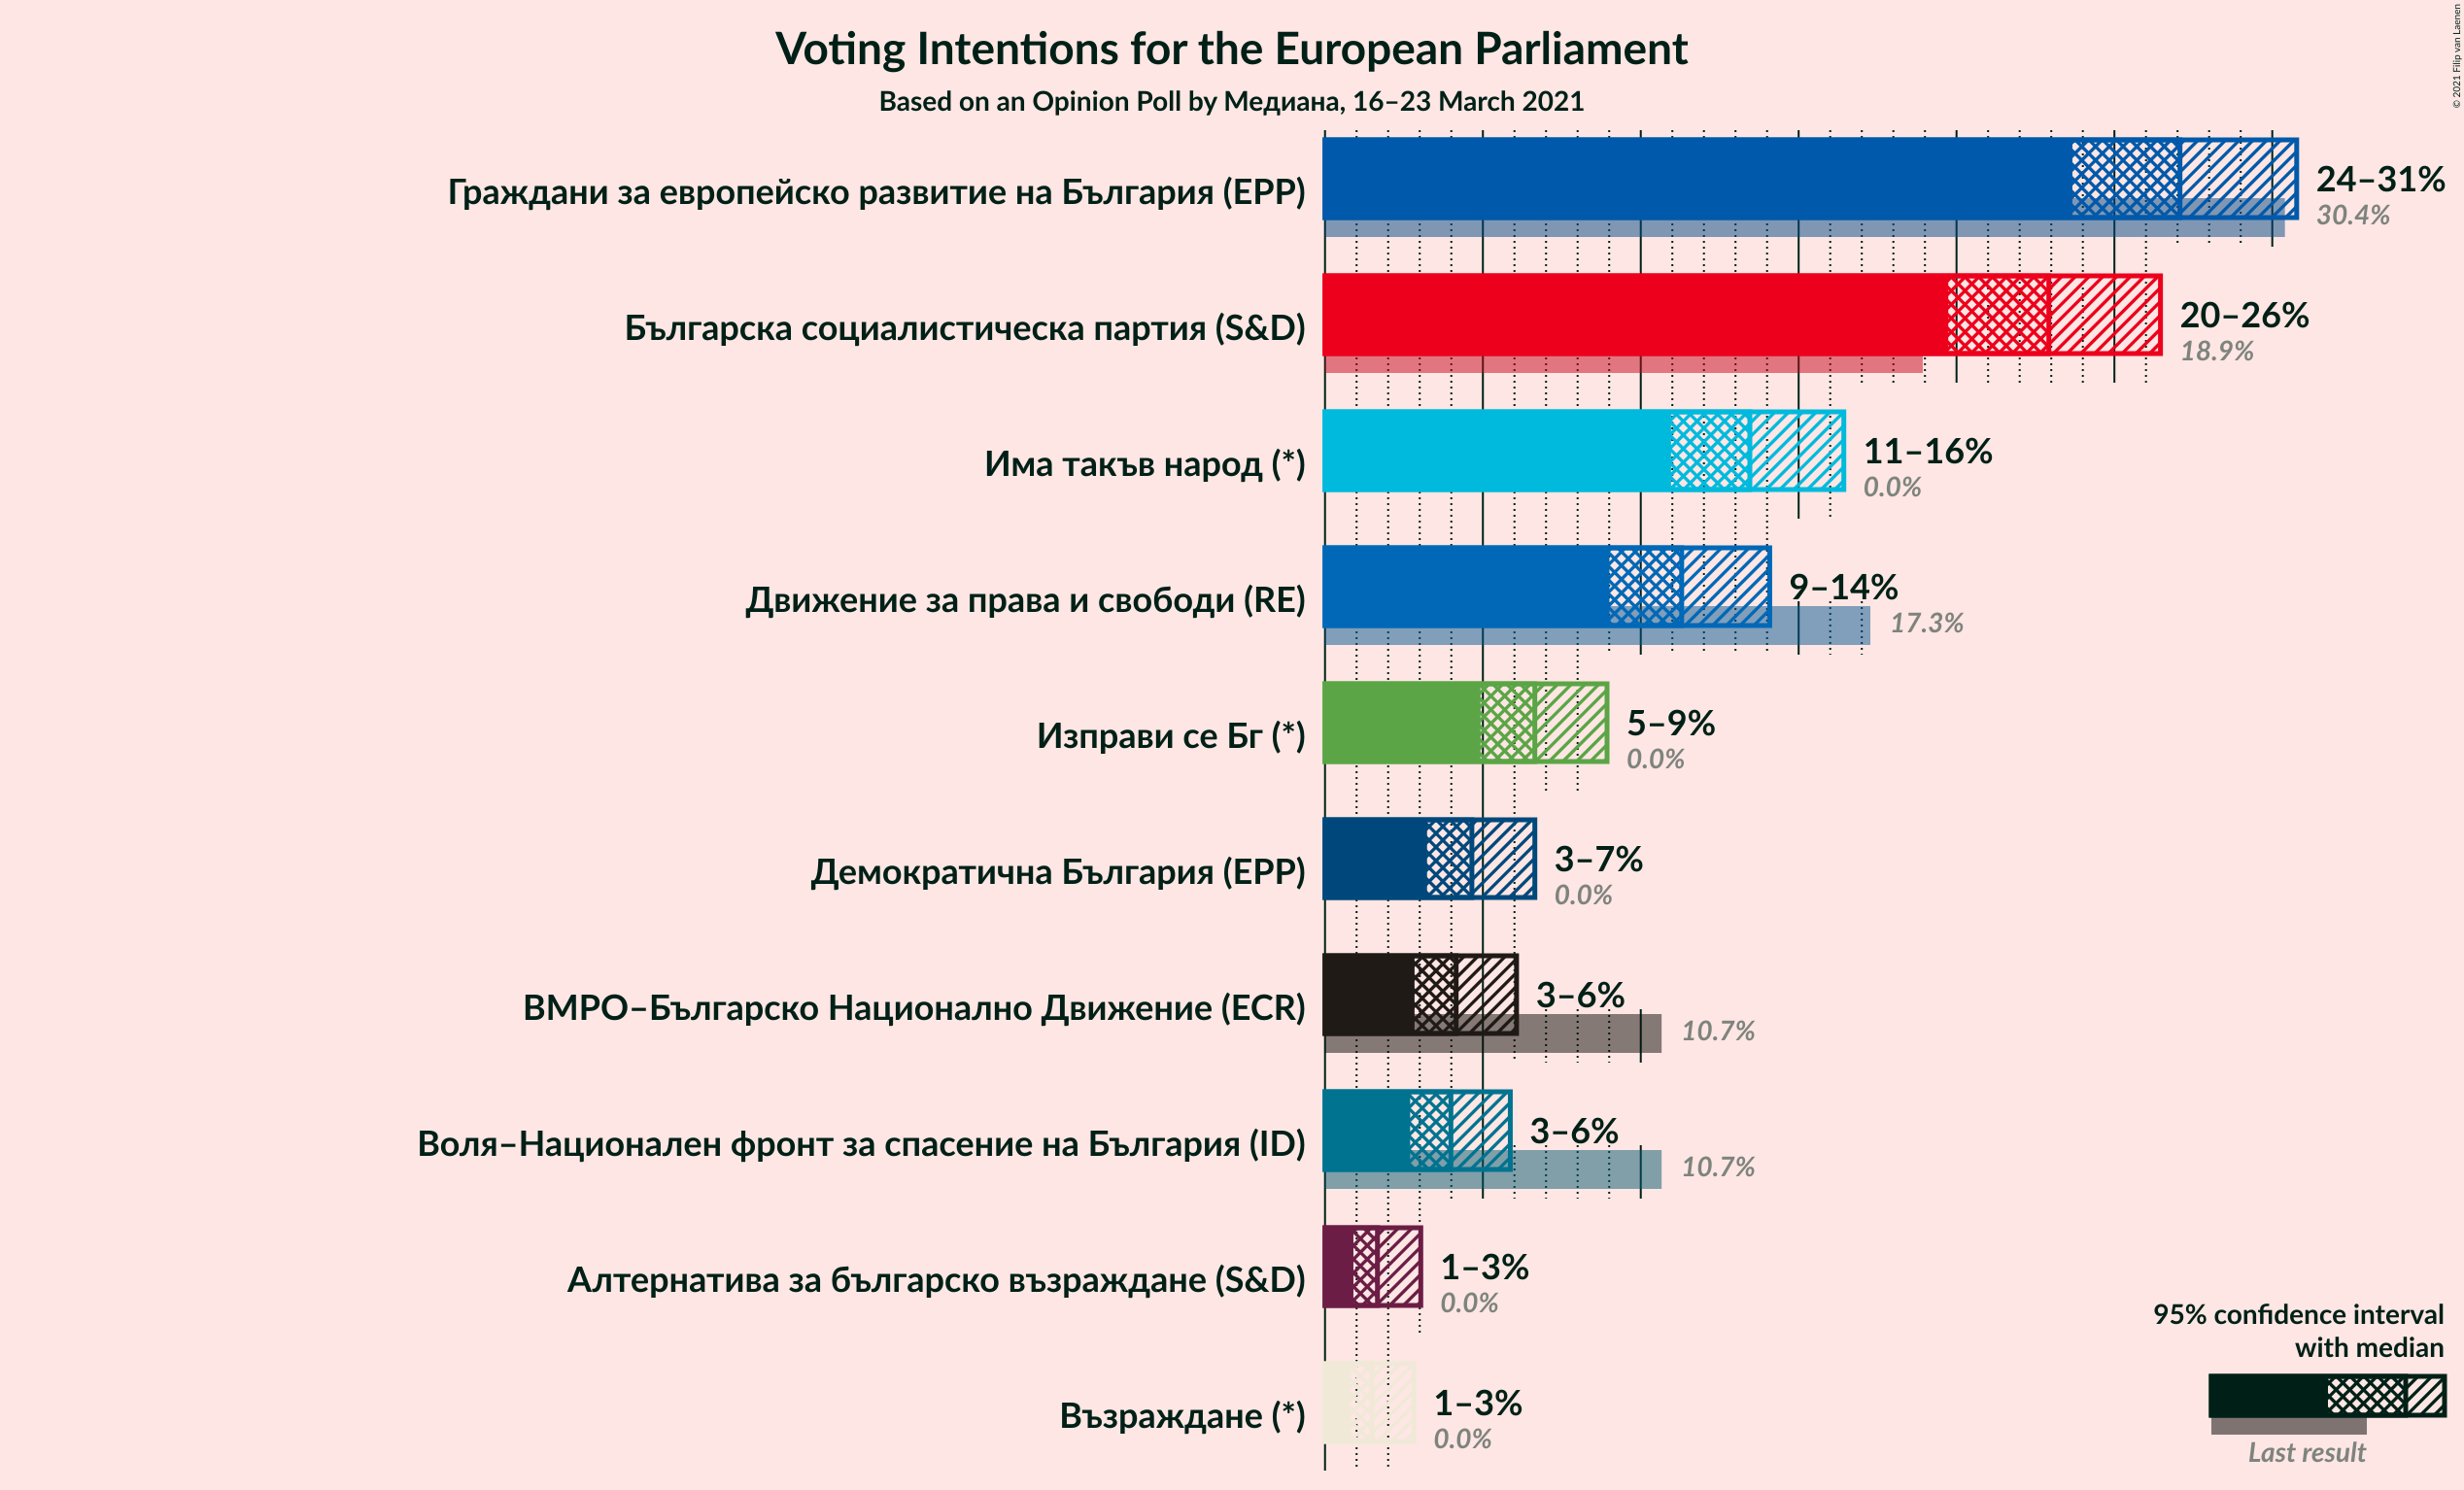 © 2021 Filip van Laenen
Voting Intentions for the European Parliament
Based on an Opinion Poll by Медиана, 16–23 March 2021
Граждани за европейско развитие на България (EPP)
24–31%
30.4%
Българска социалистическа партия (S&D)
20–26%
18.9%
Има такъв народ (*)
11–16%
0.0%
Движение за права и свободи (RE)
9–14%
17.3%
Изправи се Бг (*)
5–9%
0.0%
Демократична България (EPP)
3–7%
0.0%
ВМРО–Българско Национално Движение (ECR)
3–6%
10.7%
Воля–Национален фронт за спасение на България (ID)
3–6%
10.7%
Алтернатива за българско възраждане (S&D)
1–3%
0.0%
Възраждане (*)
1–3%
0.0%
95% confidence interval
with median
Last result